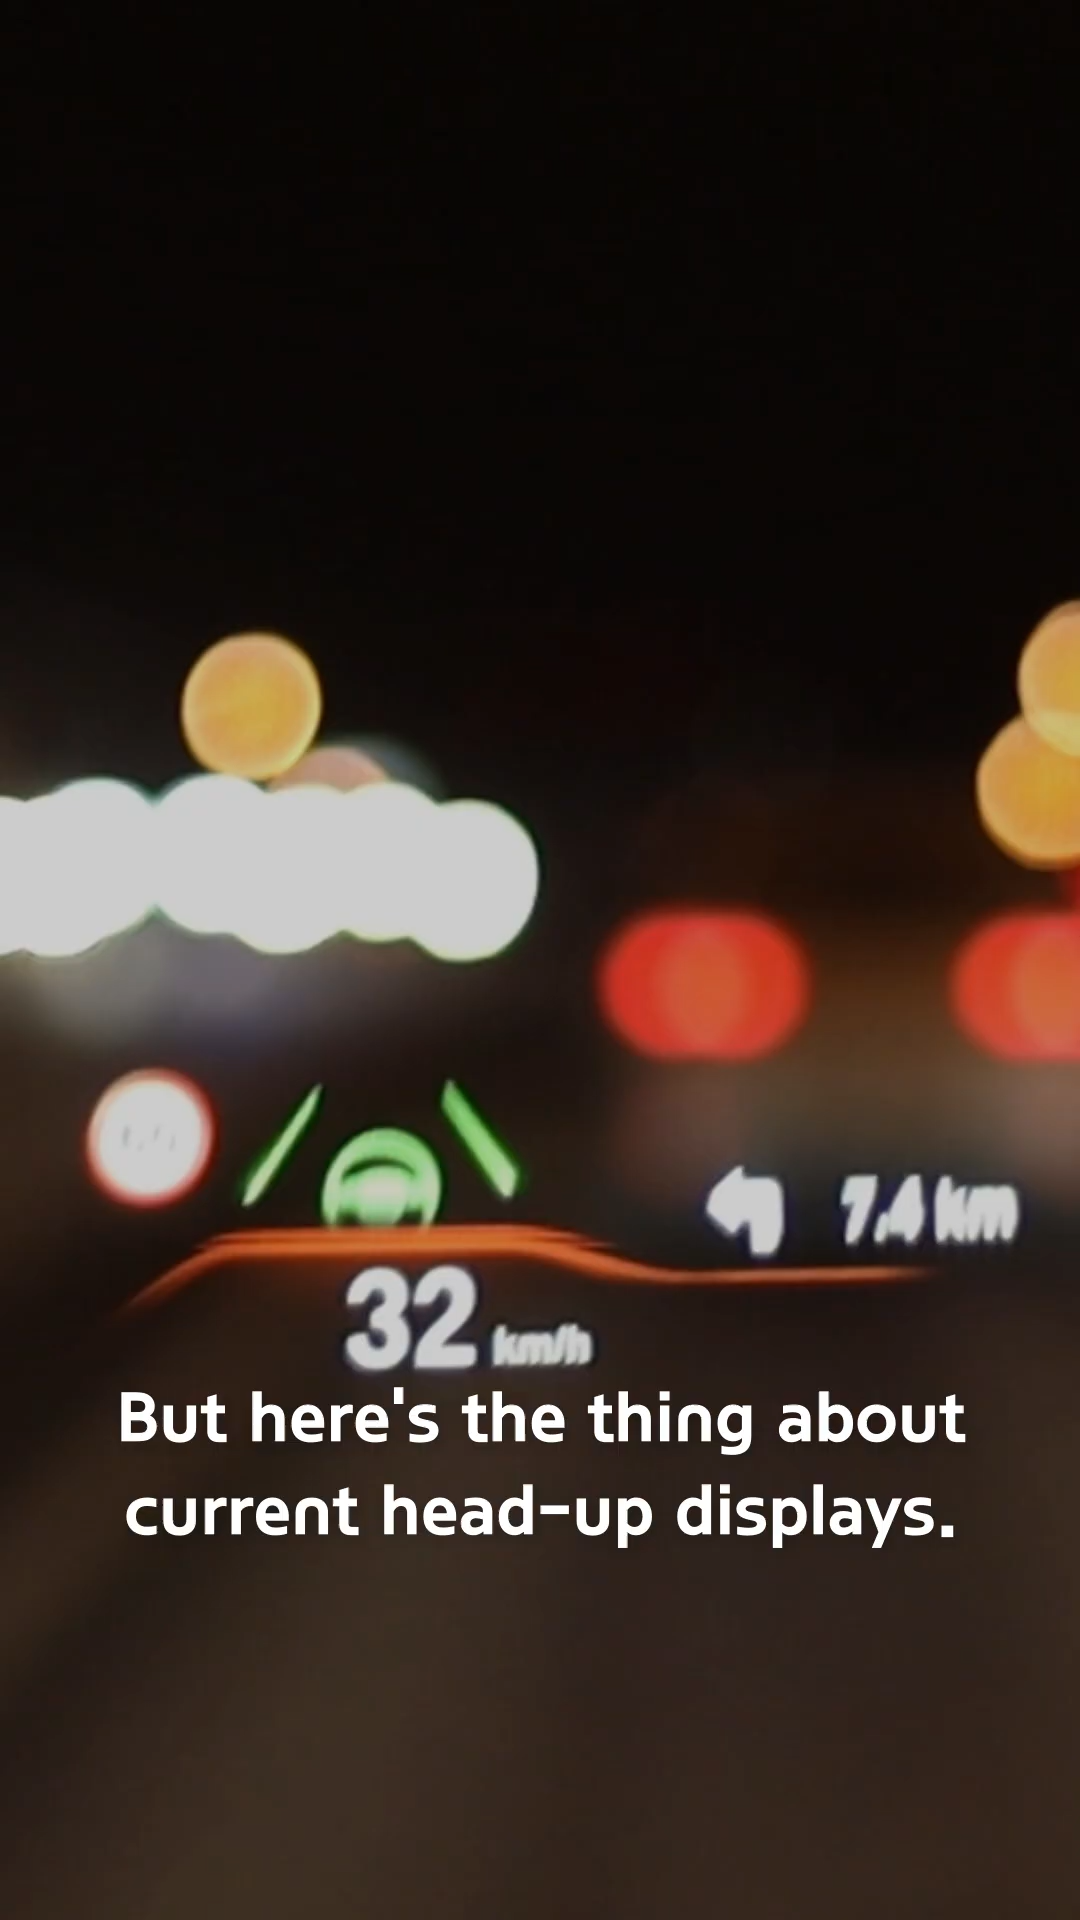 7.4 km
32 km/h
But here's the thing about
current head-up displays.